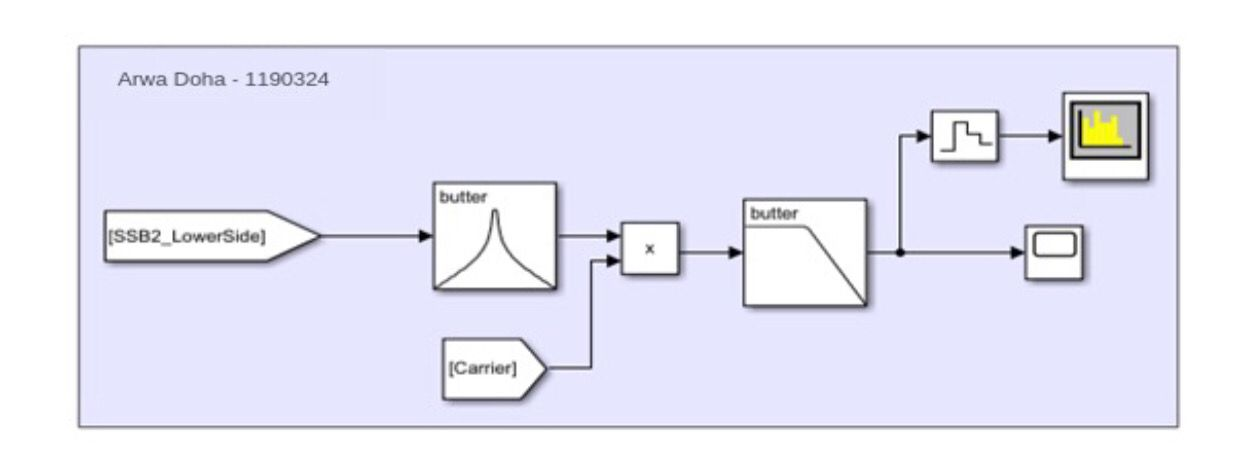 Arwa Doha - 1190324
butter
[SSB2_LowerSide]
x
butter
[Carrier]